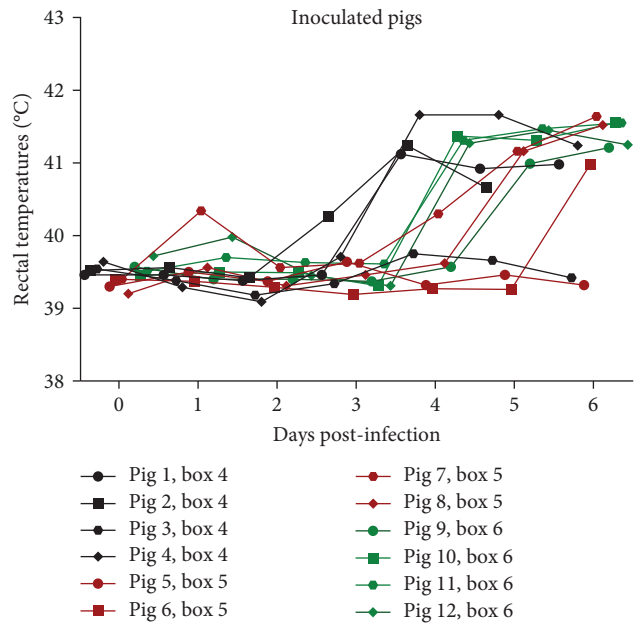 Inoculated pigs
43
42
41
40
39
38
Rectal temperatures (°C)
0 1 2 3 4 5 6
Days post-infection
Pig 1, box 4
Pig 2, box 4
Pig 3, box 4
Pig 4, box 4
Pig 5, box 5
Pig 6, box 5
Pig 7, box 5
Pig 8, box 5
Pig 9, box 6
Pig 10, box 6
Pig 11, box 6
Pig 12, box 6